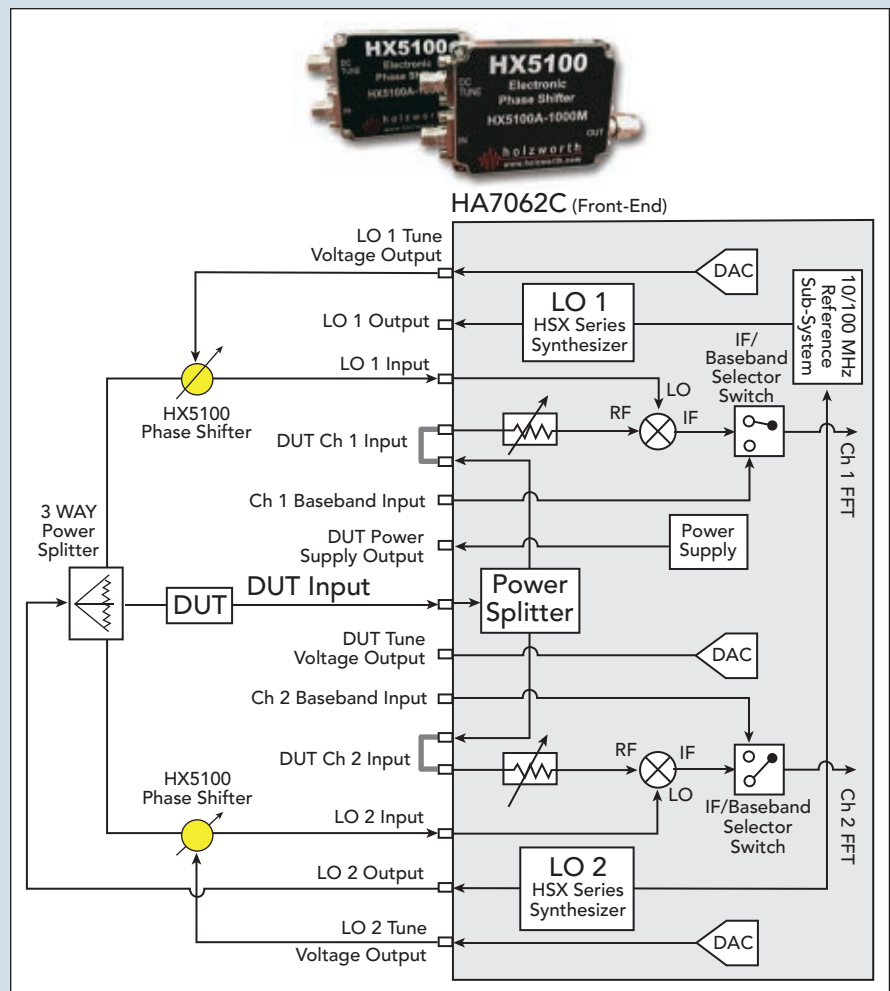 HX5100
Electronic
Phase Shifter
HX5100A-1000
DC
TUNE
IN
HX5100
Electronic
Phase Shifter
HX5100A-1000M
DC
TUNE
IN
OUT
holzworth
www.holzworth.com
HA7062C (Front-End)
LO 1 Tune
Voltage Output
DAC
LO 1 Output
LO 1
HSX Series
Synthesizer
10/100 MHz
Reference
Sub-System
LO 1 Input
HX5100
Phase Shifter
LO
RF
IF
IF/
Baseband
Selector
Switch
DUT Ch 1 Input
Ch 1 FFT
Ch 1 Baseband Input
DUT Power
Supply Output
Power
Supply
3 WAY
Power
Splitter
DUT
DUT Input
Power
Splitter
DUT Tune
Voltage Output
DAC
Ch 2 Baseband Input
DUT Ch 2 Input
RF
IF
LO
IF/Baseband
Selector
Switch
Ch 2 FFT
HX5100
Phase Shifter
LO 2 Input
LO 2 Output
LO 2
HSX Series
Synthesizer
LO 2 Tune
Voltage Output
DAC